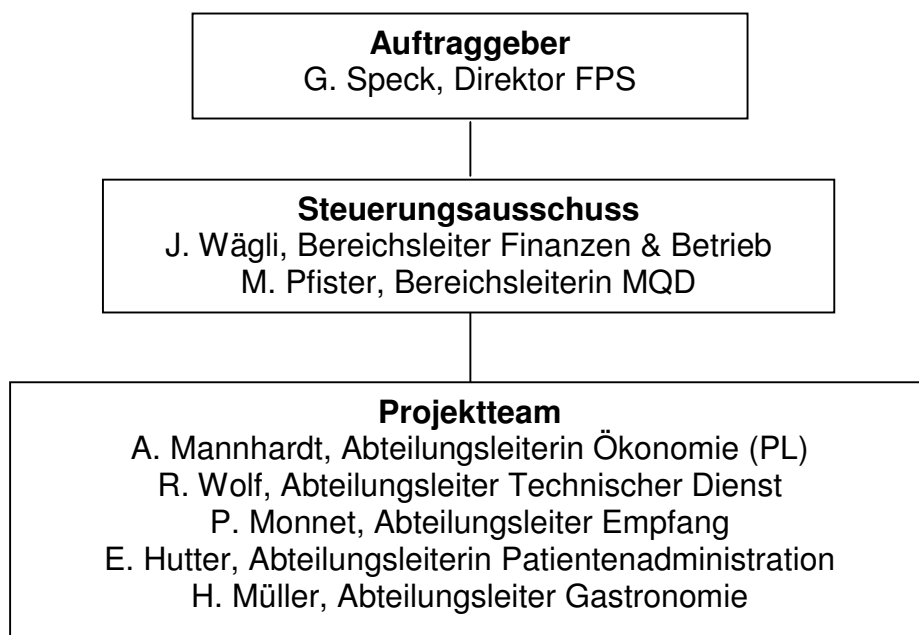 Auftraggeber
G. Speck, Direktor FPS
Steuerungsausschuss
J. Wägli, Bereichsleiter Finanzen & Betrieb
M. Pfister, Bereichsleiterin MQD
Projektteam
A. Mannhardt, Abteilungsleiterin Ökonomie (PL)
R. Wolf, Abteilungsleiter Technischer Dienst
P. Monnet, Abteilungsleiter Empfang
E. Hutter, Abteilungsleiterin Patientenadministration
H. Müller, Abteilungsleiter Gastronomie